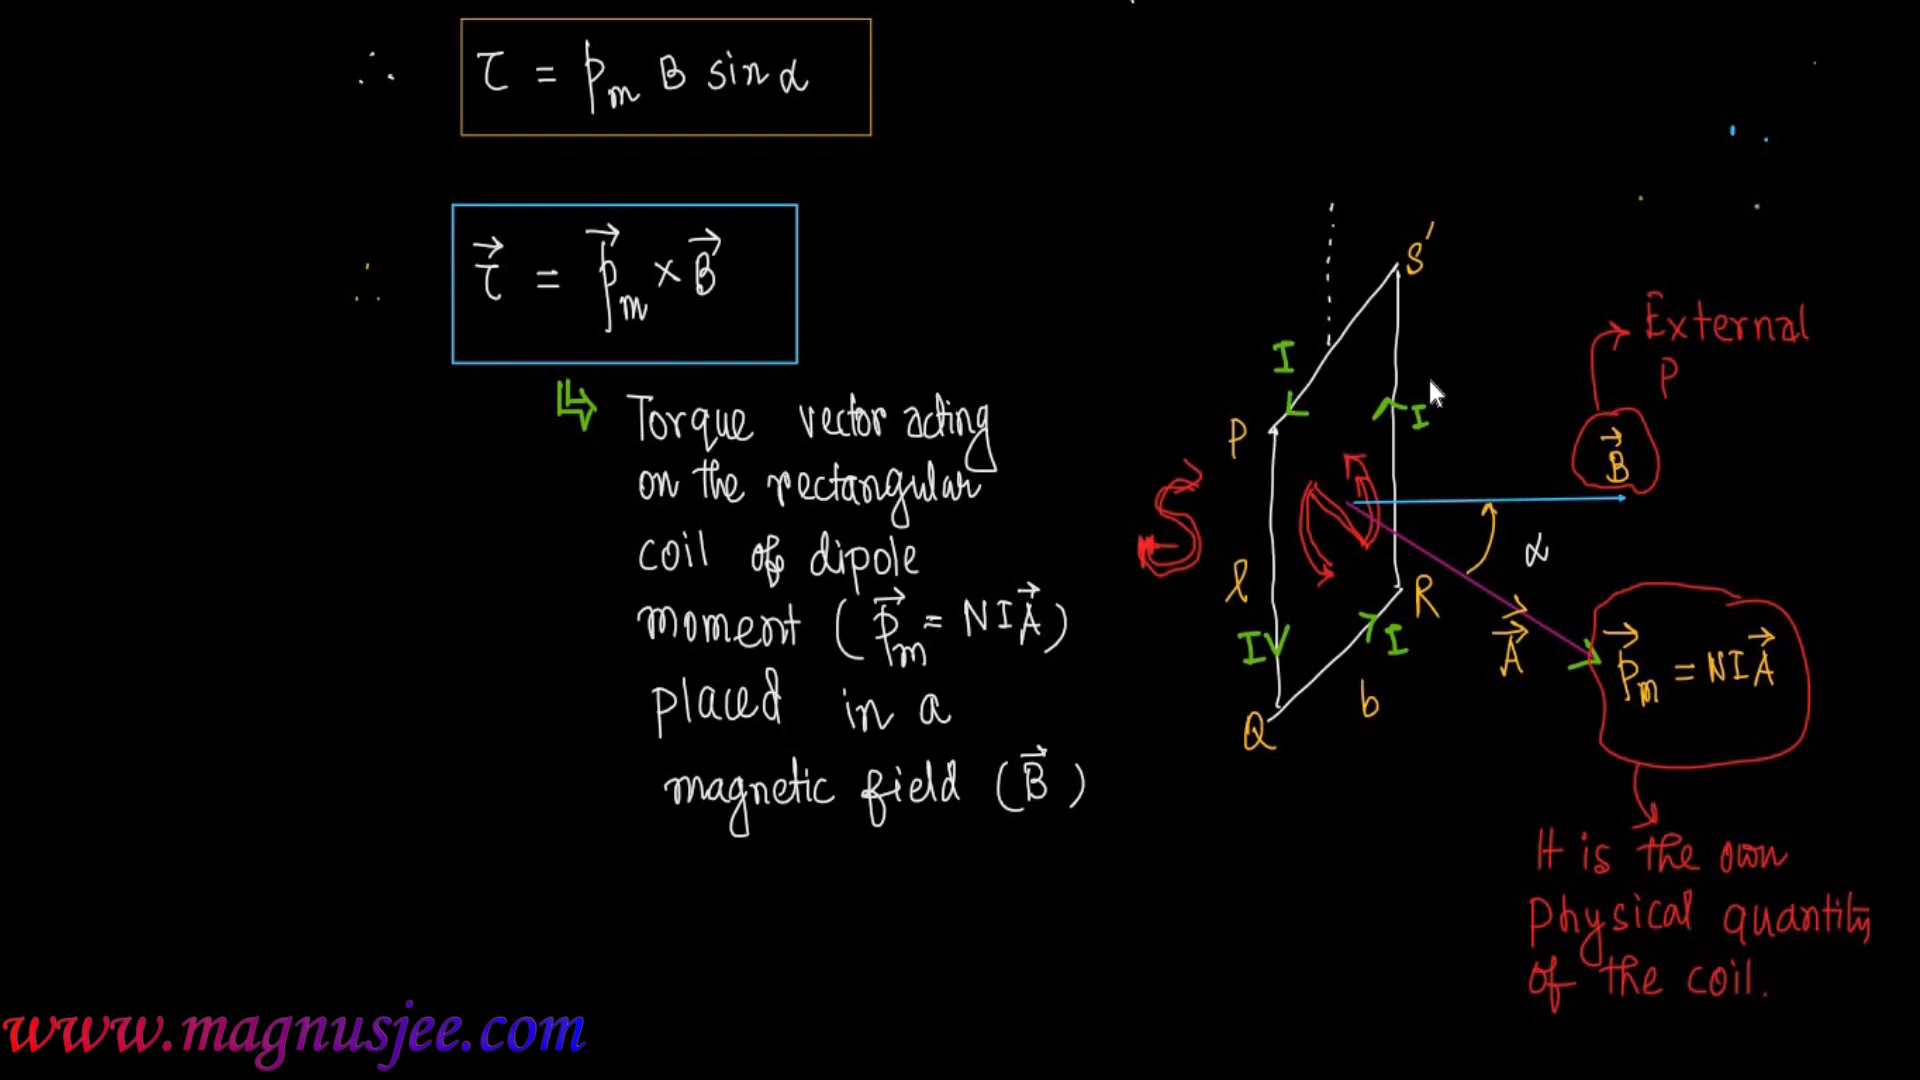 ∴ τ = pₘ B sin α
∴ τ⃗ = p⃗ₘ × B⃗
Torque vector acting
on the rectangular
coil of dipole
moment (p⃗ₘ = NIA⃗)
placed in a
magnetic field (B⃗)
S'
External
P
I
I
P
B⃗
S
N
α
l
R
I
I
A⃗
p⃗ₘ = NIA⃗
b
Q
It is the own
physical quantity
of the coil.
www.magnusjee.com